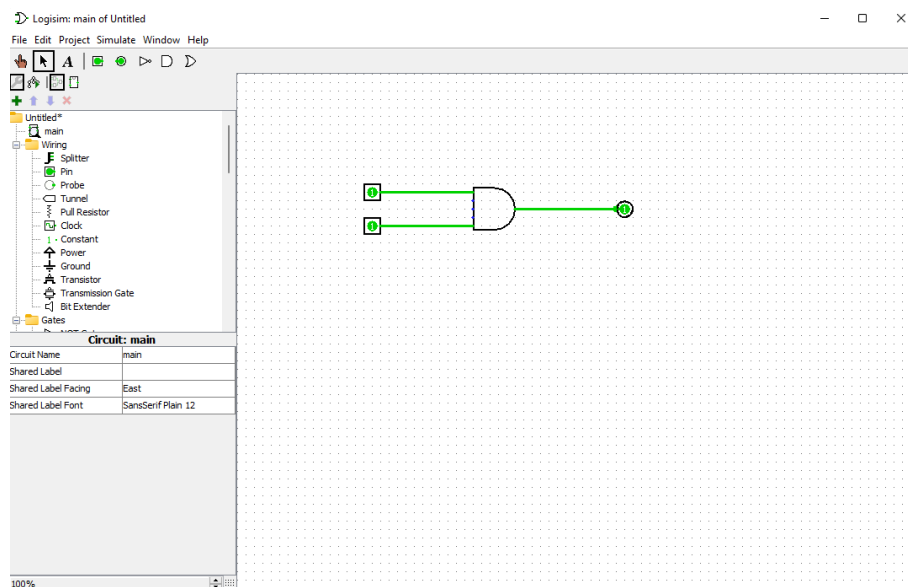 Logisim: main of Untitled
File Edit Project Simulate Window Help
A
Untitled*
main
Wiring
Splitter
Pin
Probe
Tunnel
Pull Resistor
Clock
1 Constant
Power
Ground
Transistor
Transmission Gate
Bit Extender
Gates
Circuit: main
Circuit Name main
Shared Label
Shared Label Facing East
Shared Label Font SansSerif Plain 12
1
1
1
100%